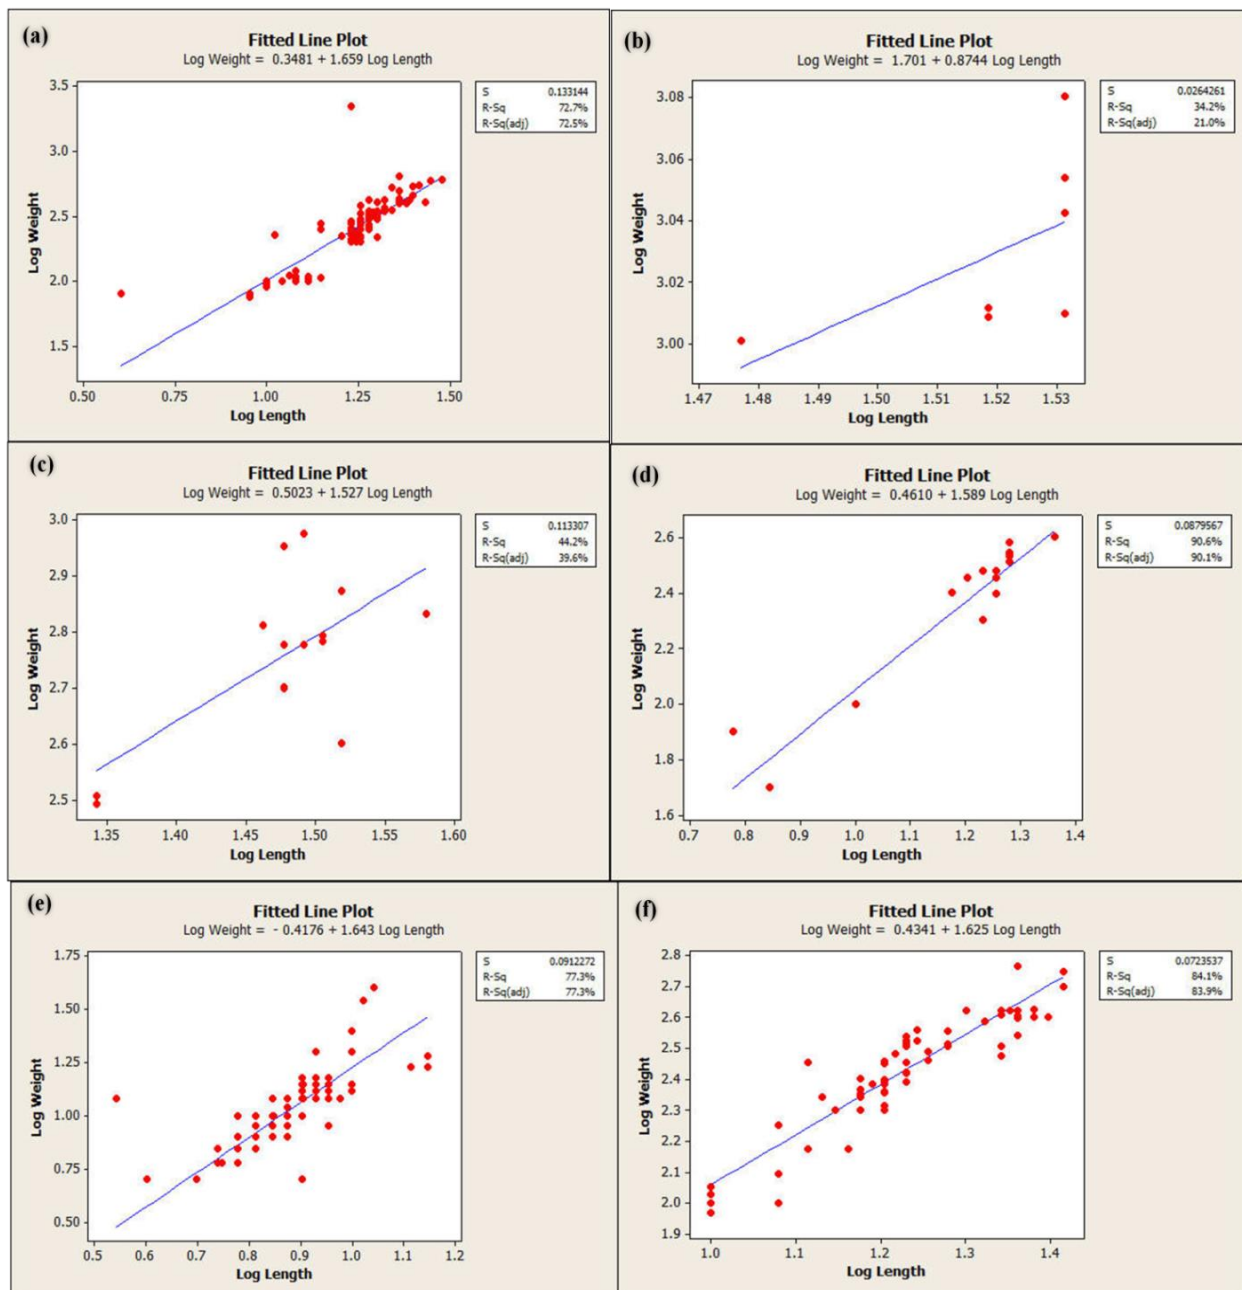 (a)
Fitted Line Plot
Log Weight = 0.3481 + 1.659 Log Length
S 0.133144
R-Sq 72.7%
R-Sq(adj) 72.5%
3.5
3.0
2.5
2.0
1.5
Log Weight
0.50 0.75 1.00 1.25 1.50
Log Length
(b)
Fitted Line Plot
Log Weight = 1.701 + 0.8744 Log Length
S 0.0264261
R-Sq 34.2%
R-Sq(adj) 21.0%
3.08
3.06
3.04
3.02
3.00
Log Weight
1.47 1.48 1.49 1.50 1.51 1.52 1.53
Log Length
(c)
Fitted Line Plot
Log Weight = 0.5023 + 1.527 Log Length
S 0.113307
R-Sq 44.2%
R-Sq(adj) 39.6%
3.0
2.9
2.8
2.7
2.6
2.5
Log Weight
1.35 1.40 1.45 1.50 1.55 1.60
Log Length
(d)
Fitted Line Plot
Log Weight = 0.4610 + 1.589 Log Length
S 0.0879567
R-Sq 90.6%
R-Sq(adj) 90.1%
2.6
2.4
2.2
2.0
1.8
1.6
Log Weight
0.7 0.8 0.9 1.0 1.1 1.2 1.3 1.4
Log Length
(e)
Fitted Line Plot
Log Weight = - 0.4176 + 1.643 Log Length
S 0.0912272
R-Sq 77.3%
R-Sq(adj) 77.3%
1.75
1.50
1.25
1.00
0.75
0.50
Log Weight
0.5 0.6 0.7 0.8 0.9 1.0 1.1 1.2
Log Length
(f)
Fitted Line Plot
Log Weight = 0.4341 + 1.625 Log Length
S 0.0723537
R-Sq 84.1%
R-Sq(adj) 83.9%
2.8
2.7
2.6
2.5
2.4
2.3
2.2
2.1
2.0
1.9
Log Weight
1.0 1.1 1.2 1.3 1.4
Log Length